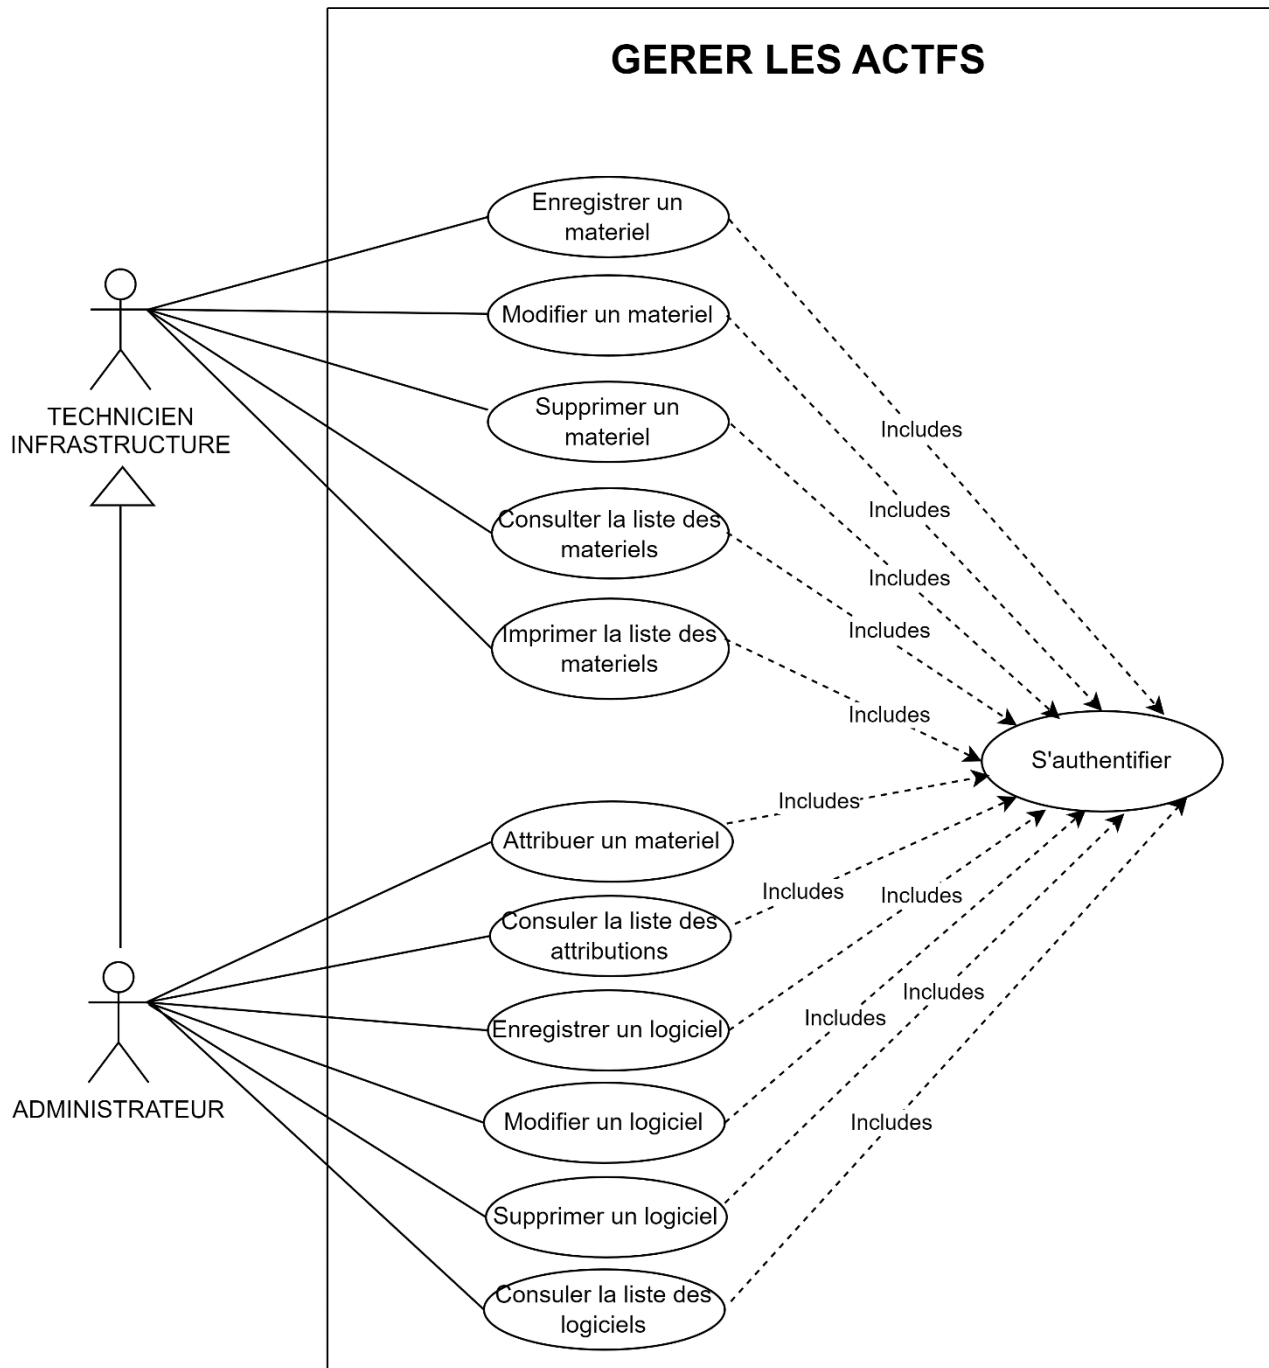 GERER LES ACTFS
Enregistrer un
materiel
Modifier un materiel
TECHNICIEN
INFRASTRUCTURE
Supprimer un
materiel
Includes
Consulter la liste des
materiels
Includes
Includes
Imprimer la liste des
materiels
Includes
Includes
S'authentifier
Attribuer un materiel
Includes
Consuler la liste des
attributions
Includes
Includes
Enregistrer un logiciel
Includes
Includes
ADMINISTRATEUR
Modifier un logiciel
Includes
Supprimer un logiciel
Consuler la liste des
logiciels